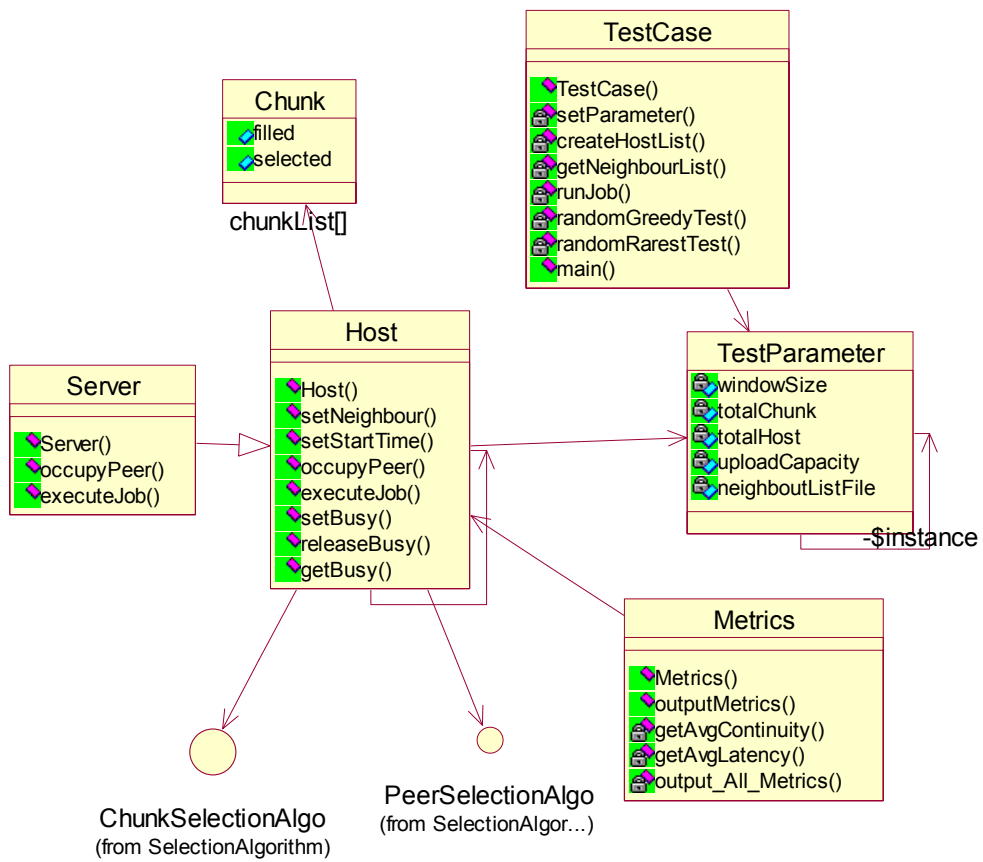 TestCase
TestCase()
setParameter()
createHostList()
getNeighbourList()
runJob()
randomGreedyTest()
randomRarestTest()
main()
Chunk
filled
selected
chunkList[]
Host
Host()
setNeighbour()
setStartTime()
occupyPeer()
executeJob()
setBusy()
releaseBusy()
getBusy()
Server
Server()
occupyPeer()
executeJob()
TestParameter
windowSize
totalChunk
totalHost
uploadCapacity
neighboutListFile
-$instance
Metrics
Metrics()
outputMetrics()
getAvgContinuity()
getAvgLatency()
output_All_Metrics()
ChunkSelectionAlgo
(from SelectionAlgorithm)
PeerSelectionAlgo
(from SelectionAlgor...)